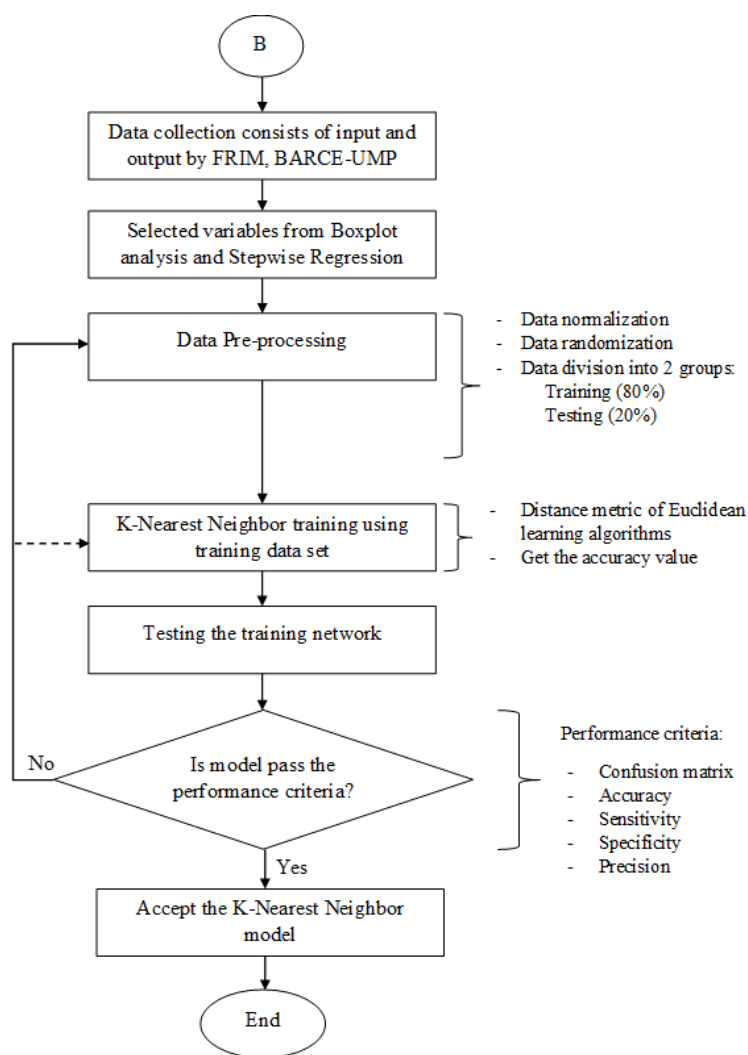 B
Data collection consists of input and
output by FRIM, BARCE-UMP
Selected variables from Boxplot
analysis and Stepwise Regression
Data Pre-processing
- Data normalization
- Data randomization
- Data division into 2 groups:
Training (80%)
Testing (20%)
K-Nearest Neighbor training using
training data set
- Distance metric of Euclidean
learning algorithms
- Get the accuracy value
Testing the training network
No
Is model pass the
performance criteria?
Performance criteria:
- Confusion matrix
- Accuracy
- Sensitivity
- Specificity
- Precision
Yes
Accept the K-Nearest Neighbor
model
End